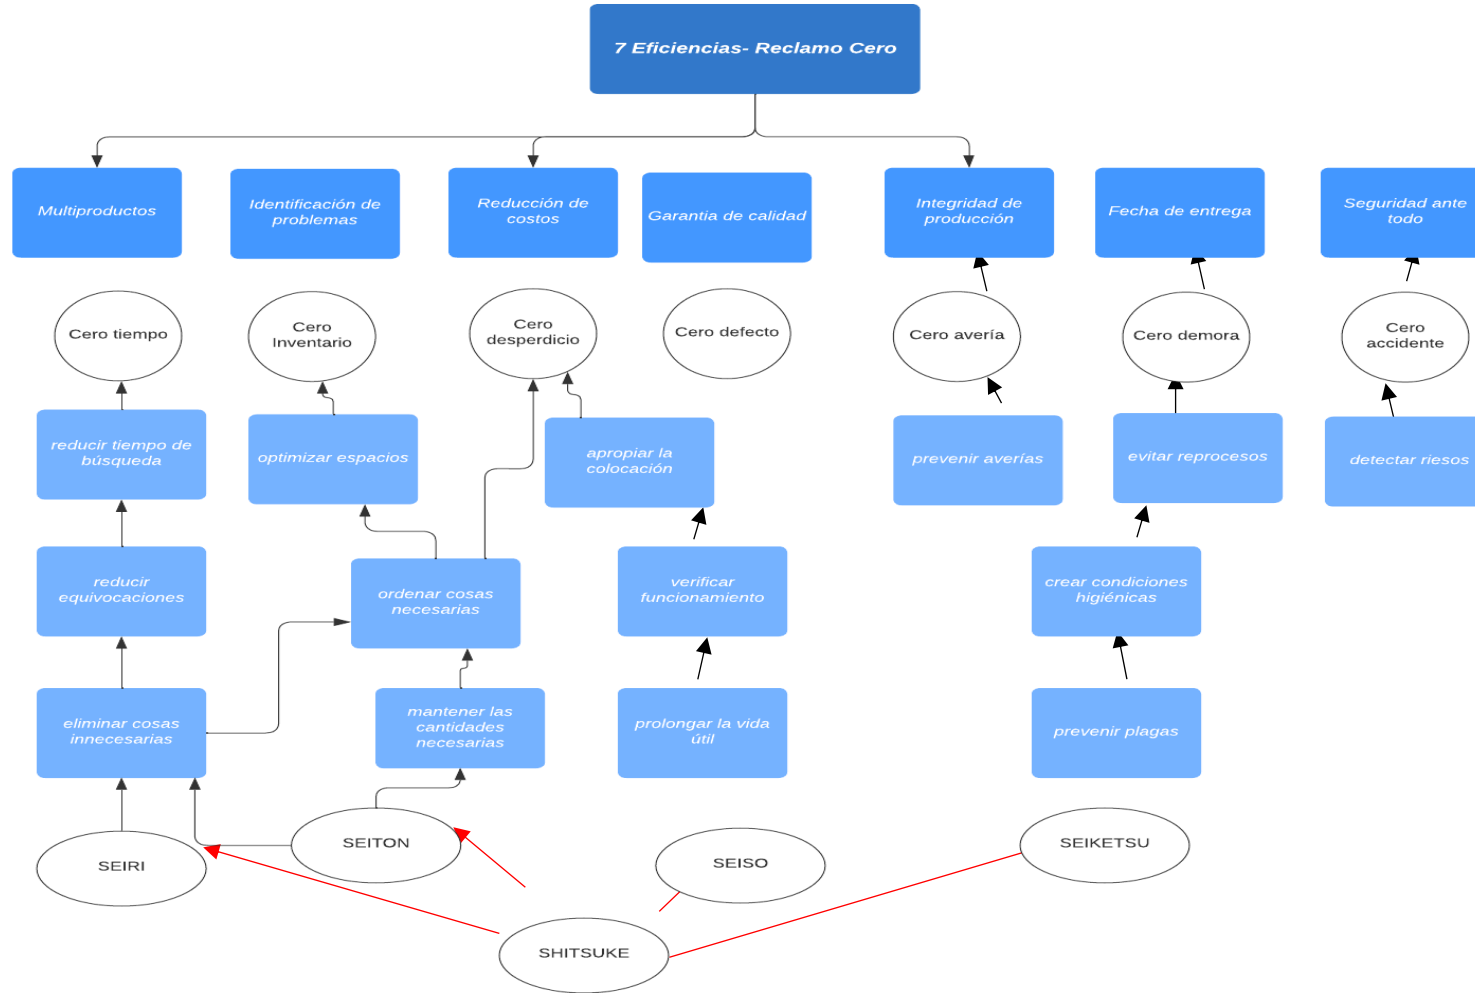 7 Eficiencias- Reclamo Cero
Multiproductos
Identificación de
problemas
Reducción de
costos
Garantia de calidad
Integridad de
producción
Fecha de entrega
Seguridad ante
todo
Cero tiempo
Cero
Inventario
Cero
desperdicio
Cero defecto
Cero avería
Cero demora
Cero
accidente
reducir tiempo de
búsqueda
optimizar espacios
apropiar la
colocación
prevenir averías
evitar reprocesos
detectar riesos
reducir
equivocaciones
ordenar cosas
necesarias
verificar
funcionamiento
crear condiciones
higiénicas
eliminar cosas
innecesarias
mantener las
cantidades
necesarias
prolongar la vida
útil
prevenir plagas
SEIRI
SEITON
SEISO
SEIKETSU
SHITSUKE